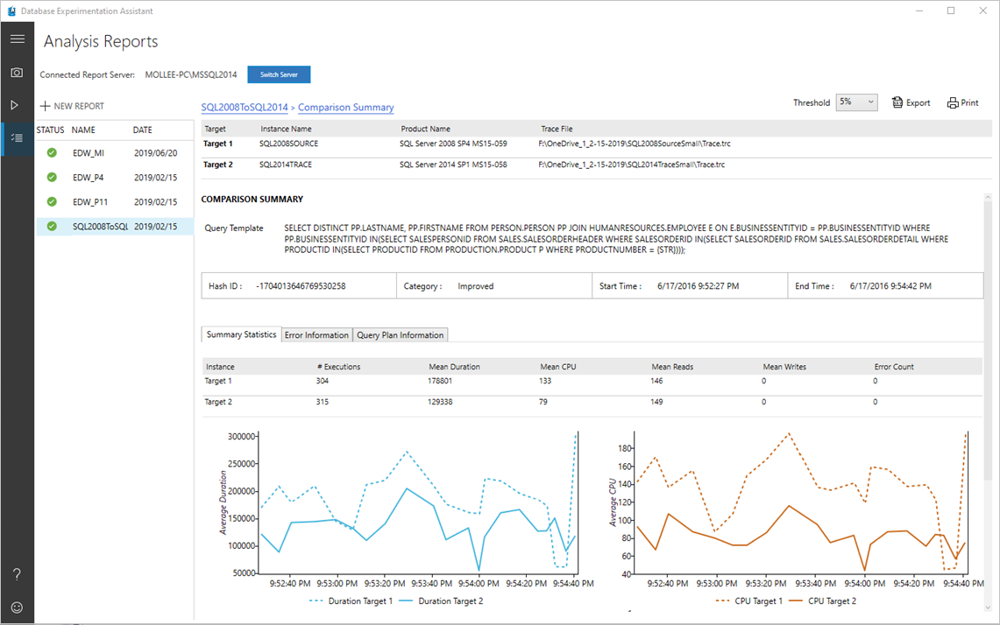 Database Experimentation Assistant
Analysis Reports
Connected Report Server: MOLLEE-PC\MSSQL2014 Switch Server
NEW REPORT
STATUS NAME DATE
EDW_MI 2019/06/20
EDW_P4 2019/02/15
EDW_P11 2019/02/15
SQL2008ToSQL 2019/02/15
SQL2008ToSQL2014 > Comparison Summary
Threshold 5% Export Print
Target Instance Name Product Name Trace File
Target 1 SQL2008SOURCE SQL Server 2008 SP4 MS15-059 F:\OneDrive_1_2-15-2019\SQL2008SourceSmall\Trace.trc
Target 2 SQL2014TRACE SQL Server 2014 SP1 MS15-058 F:\OneDrive_1_2-15-2019\SQL2014TraceSmall\Trace.trc
COMPARISON SUMMARY
Query Template SELECT DISTINCT PP.LASTNAME, PP.FIRSTNAME FROM PERSON.PERSON PP JOIN HUMANRESOURCES.EMPLOYEE E ON E.BUSINESSENTITYID = PP.BUSINESSENTITYID WHERE
PP.BUSINESSENTITYID IN(SELECT SALESPERSONID FROM SALES.SALESORDERHEADER WHERE SALESORDERID IN(SELECT SALESORDERID FROM SALES.SALESORDERDETAIL WHERE
PRODUCTID IN(SELECT PRODUCTID FROM PRODUCTION.PRODUCT P WHERE PRODUCTNUMBER = {STR})));
Hash ID : -1704013646769530258 Category : Improved Start Time : 6/17/2016 9:52:27 PM End Time : 6/17/2016 9:54:42 PM
Summary Statistics Error Information Query Plan Information
Instance # Executions Mean Duration Mean CPU Mean Reads Mean Writes Error Count
Target 1 304 178801 133 146 0 0
Target 2 315 129338 79 149 0 0
Average Duration
300000
250000
200000
150000
100000
50000
9:52:40 PM 9:53:00 PM 9:53:20 PM 9:53:40 PM 9:54:00 PM 9:54:20 PM 9:54:40 PM
Duration Target 1 Duration Target 2
Average CPU
180
160
140
120
100
80
60
40
9:52:40 PM 9:53:00 PM 9:53:20 PM 9:53:40 PM 9:54:00 PM 9:54:20 PM 9:54:40 PM
CPU Target 1 CPU Target 2